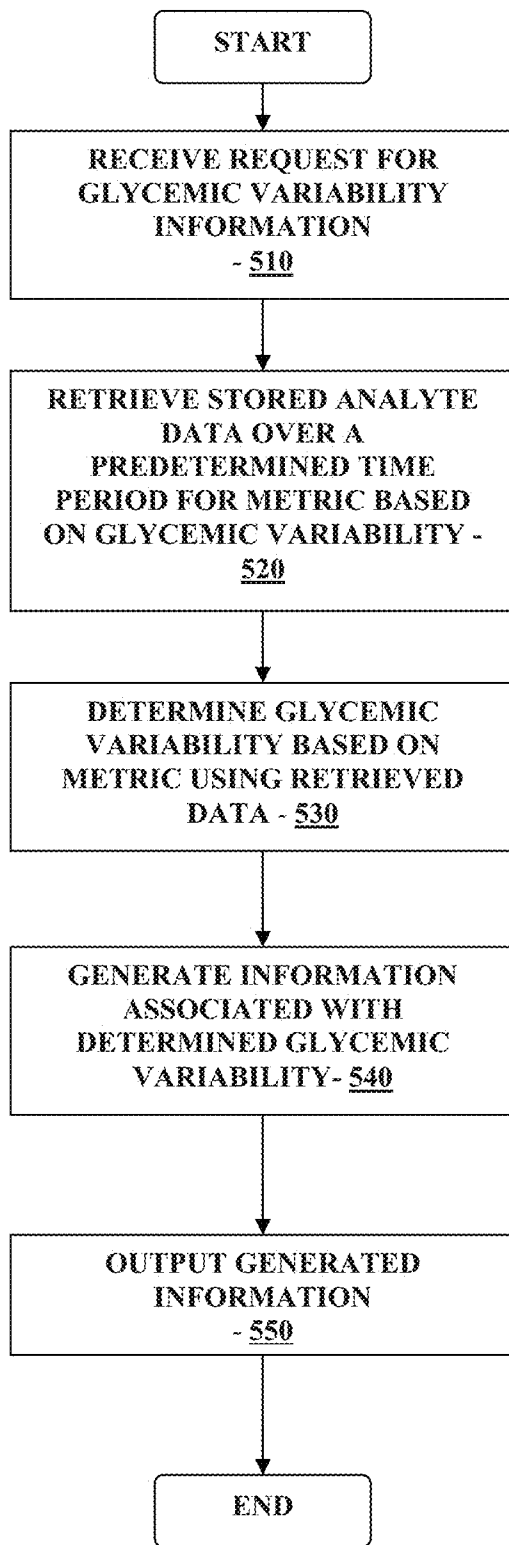 START
RECEIVE REQUEST FOR
GLYCEMIC VARIABILITY
INFORMATION
- 510
RETRIEVE STORED ANALYTE
DATA OVER A
PREDETERMINED TIME
PERIOD FOR METRIC BASED
ON GLYCEMIC VARIABILITY -
520
DETERMINE GLYCEMIC
VARIABILITY BASED ON
METRIC USING RETRIEVED
DATA - 530
GENERATE INFORMATION
ASSOCIATED WITH
DETERMINED GLYCEMIC
VARIABILITY- 540
OUTPUT GENERATED
INFORMATION
- 550
END